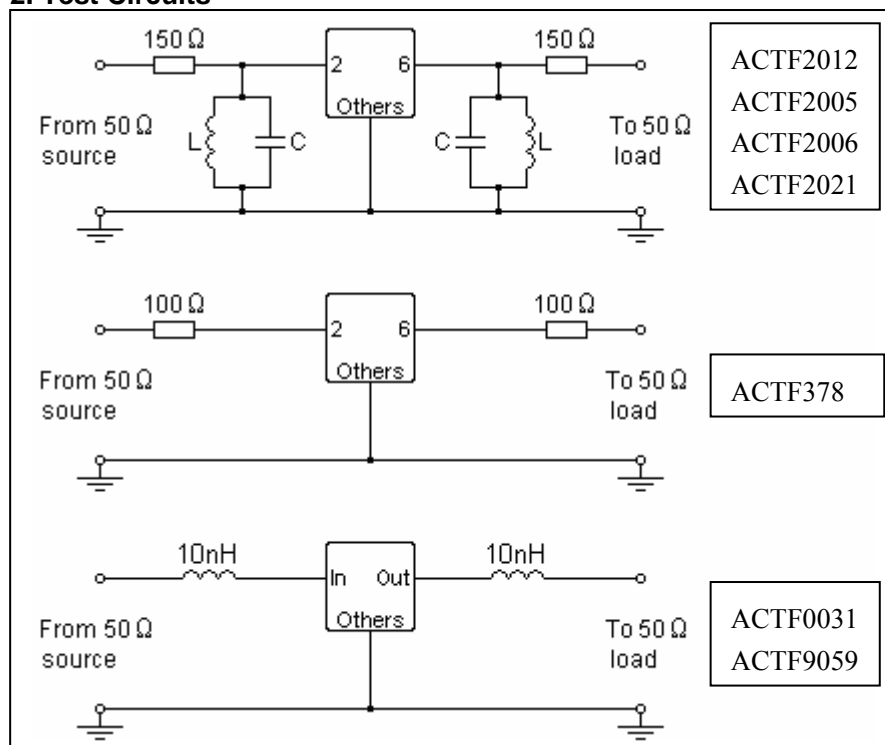 2. Test Circuits
150 Ω 150 Ω
2 6
Others
From 50 Ω
source
L C
C L
To 50 Ω
load
ACTF2012
ACTF2005
ACTF2006
ACTF2021
100 Ω 100 Ω
2 6
Others
From 50 Ω
source
To 50 Ω
load
ACTF378
10nH 10nH
In Out
Others
From 50 Ω
source
To 50 Ω
load
ACTF0031
ACTF9059